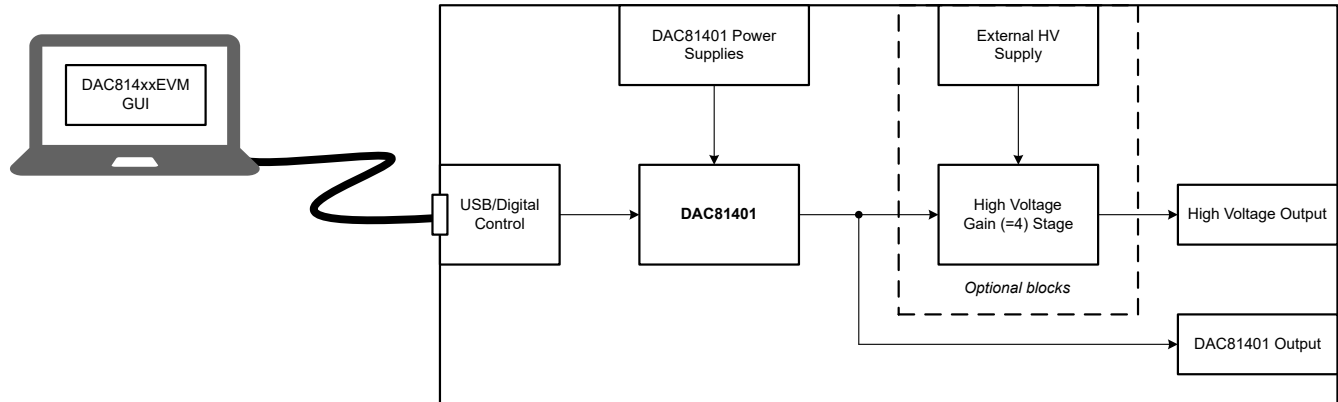 DAC814xxEVM
GUI
USB/Digital
Control
DAC81401 Power
Supplies
DAC81401
External HV
Supply
High Voltage
Gain (=4) Stage
Optional blocks
High Voltage Output
DAC81401 Output